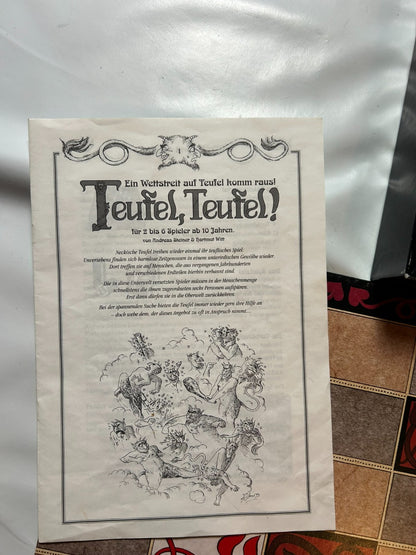 Ein Wettstreit auf Teufel komm raus!
Teufel, Teufel!
für 2 bis 6 Spieler ab 10 Jahren.
von Andreas Steiner & Hartmut Witt
Neckische Teufel treiben wieder einmal ihr teuflisches Spiel:
Unversehens finden sich harmlose Zeitgenossen in einem unterirdischen Gewölbe wieder.
Dort treffen sie auf Menschen, die aus vergangenen Jahrhunderten
und verschiedenen Erdteilen hierhin verbannt sind.
Die in diese Unterwelt versetzten Spieler müssen in der Menschenmenge
schnellstens die ihnen zugeordneten sechs Personen aufspüren.
Erst dann dürfen sie in die Oberwelt zurückkehren.
Bei der spannenden Suche bieten die Teufel immer wieder gern ihre Hilfe an
doch wehe dem, der dieses Angebot zu oft in Anspruch nimmt...